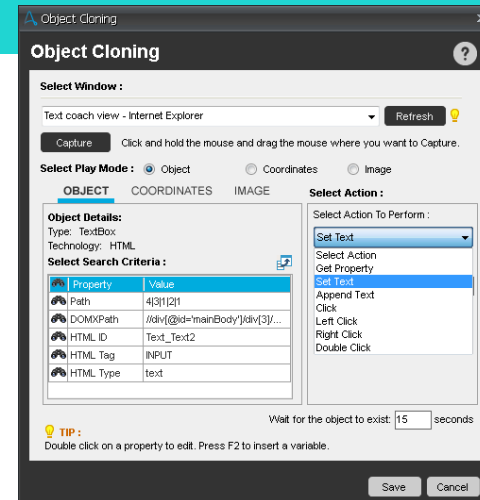 Object Cloning
Object Cloning
?
Select Window :
Text coach view - Internet Explorer
Refresh
Capture
Click and hold the mouse and drag the mouse where you want to Capture.
Select Play Mode :
Object
Coordinates
Image
OBJECT
COORDINATES
IMAGE
Object Details:
Type: TextBox
Technology: HTML
Select Search Criteria :
Property Value
Path 4|3|1|2|1
DOMXPath //div[@id='mainBody']/div[3]/...
HTML ID Text_Text2
HTML Tag INPUT
HTML Type text
Select Action :
Select Action To Perform :
Set Text
Select Action
Get Property
Set Text
Append Text
Click
Left Click
Right Click
Double Click
Wait for the object to exist: 15 seconds
TIP :
Double click on a property to edit. Press F2 to insert a variable.
Save
Cancel